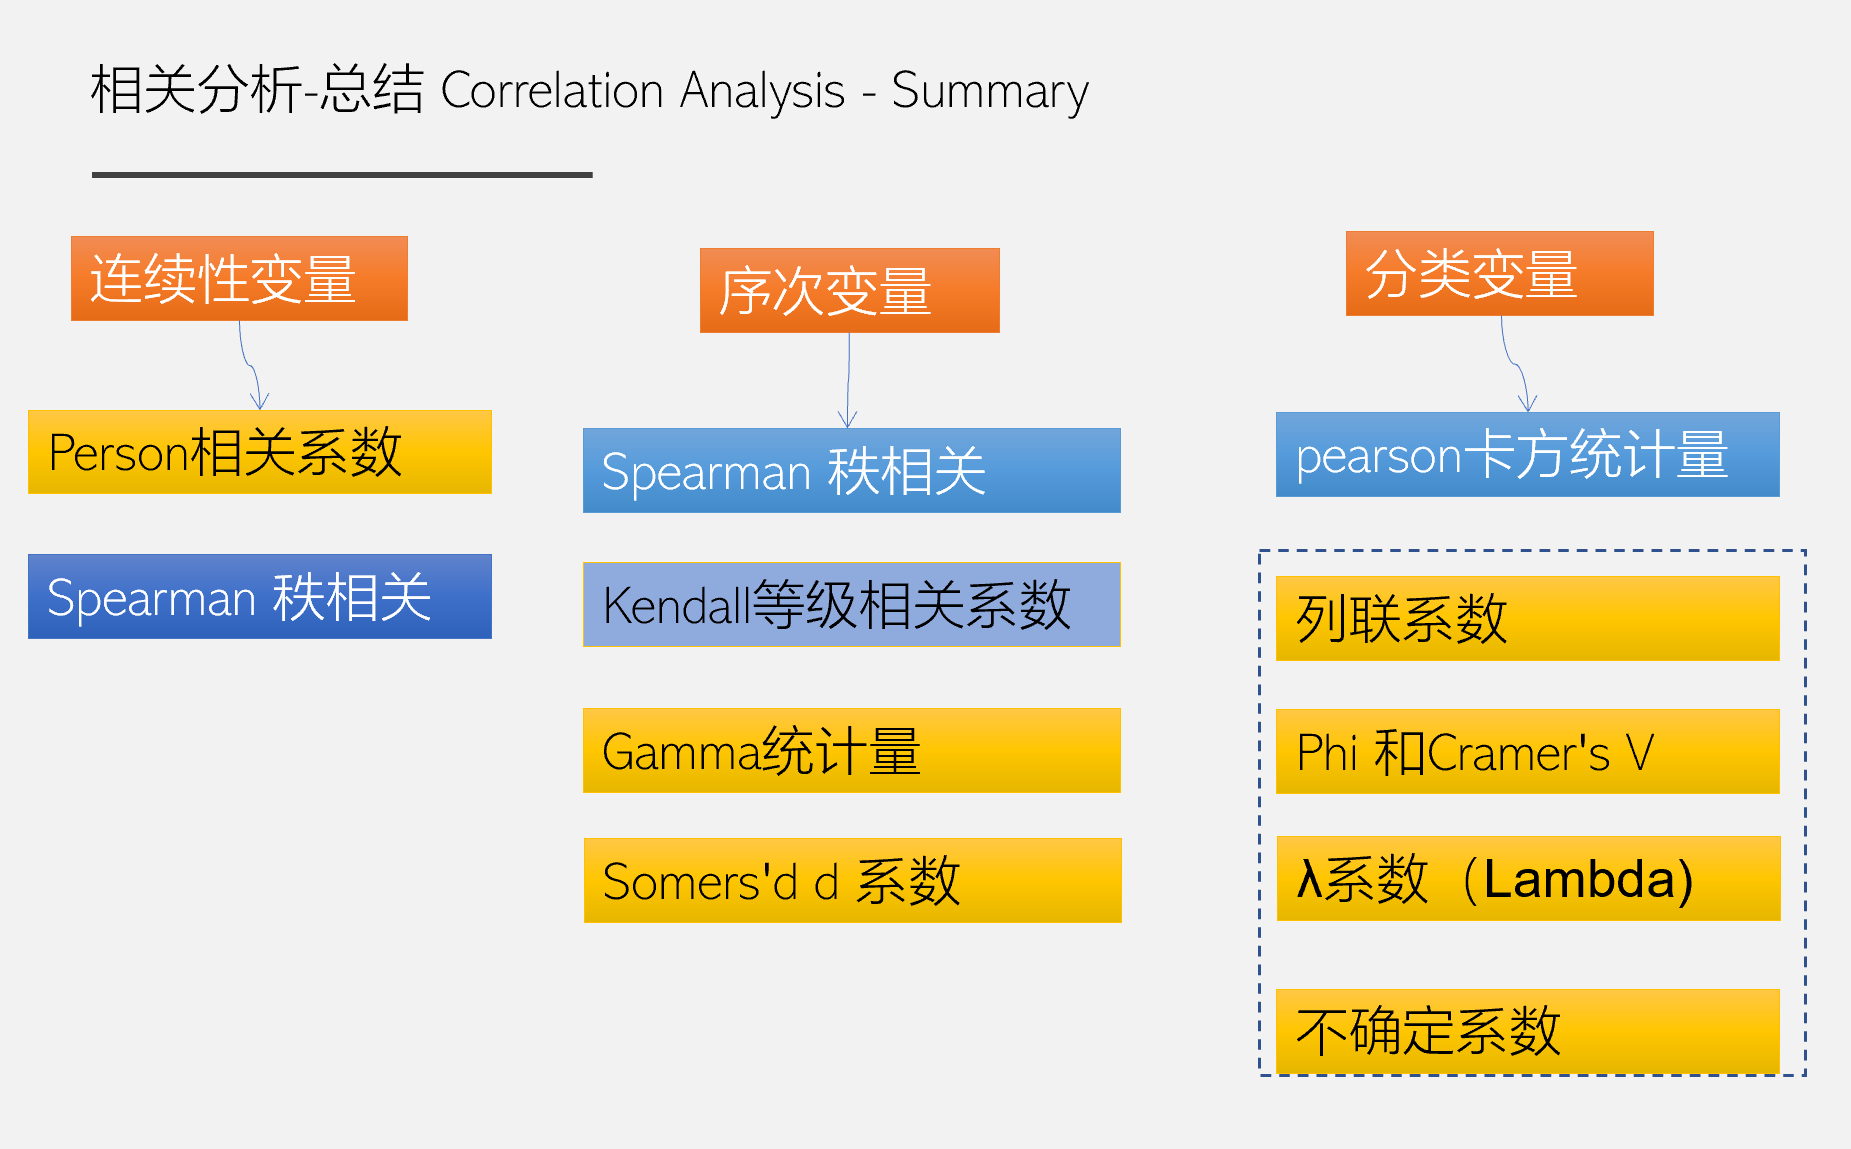 相关分析-总结 Correlation Analysis - Summary
连续性变量
Person相关系数
Spearman 秩相关
序次变量
Spearman 秩相关
Kendall等级相关系数
Gamma统计量
Somers'd d 系数
分类变量
pearson卡方统计量
列联系数
Phi 和Cramer's V
λ系数（Lambda)
不确定系数